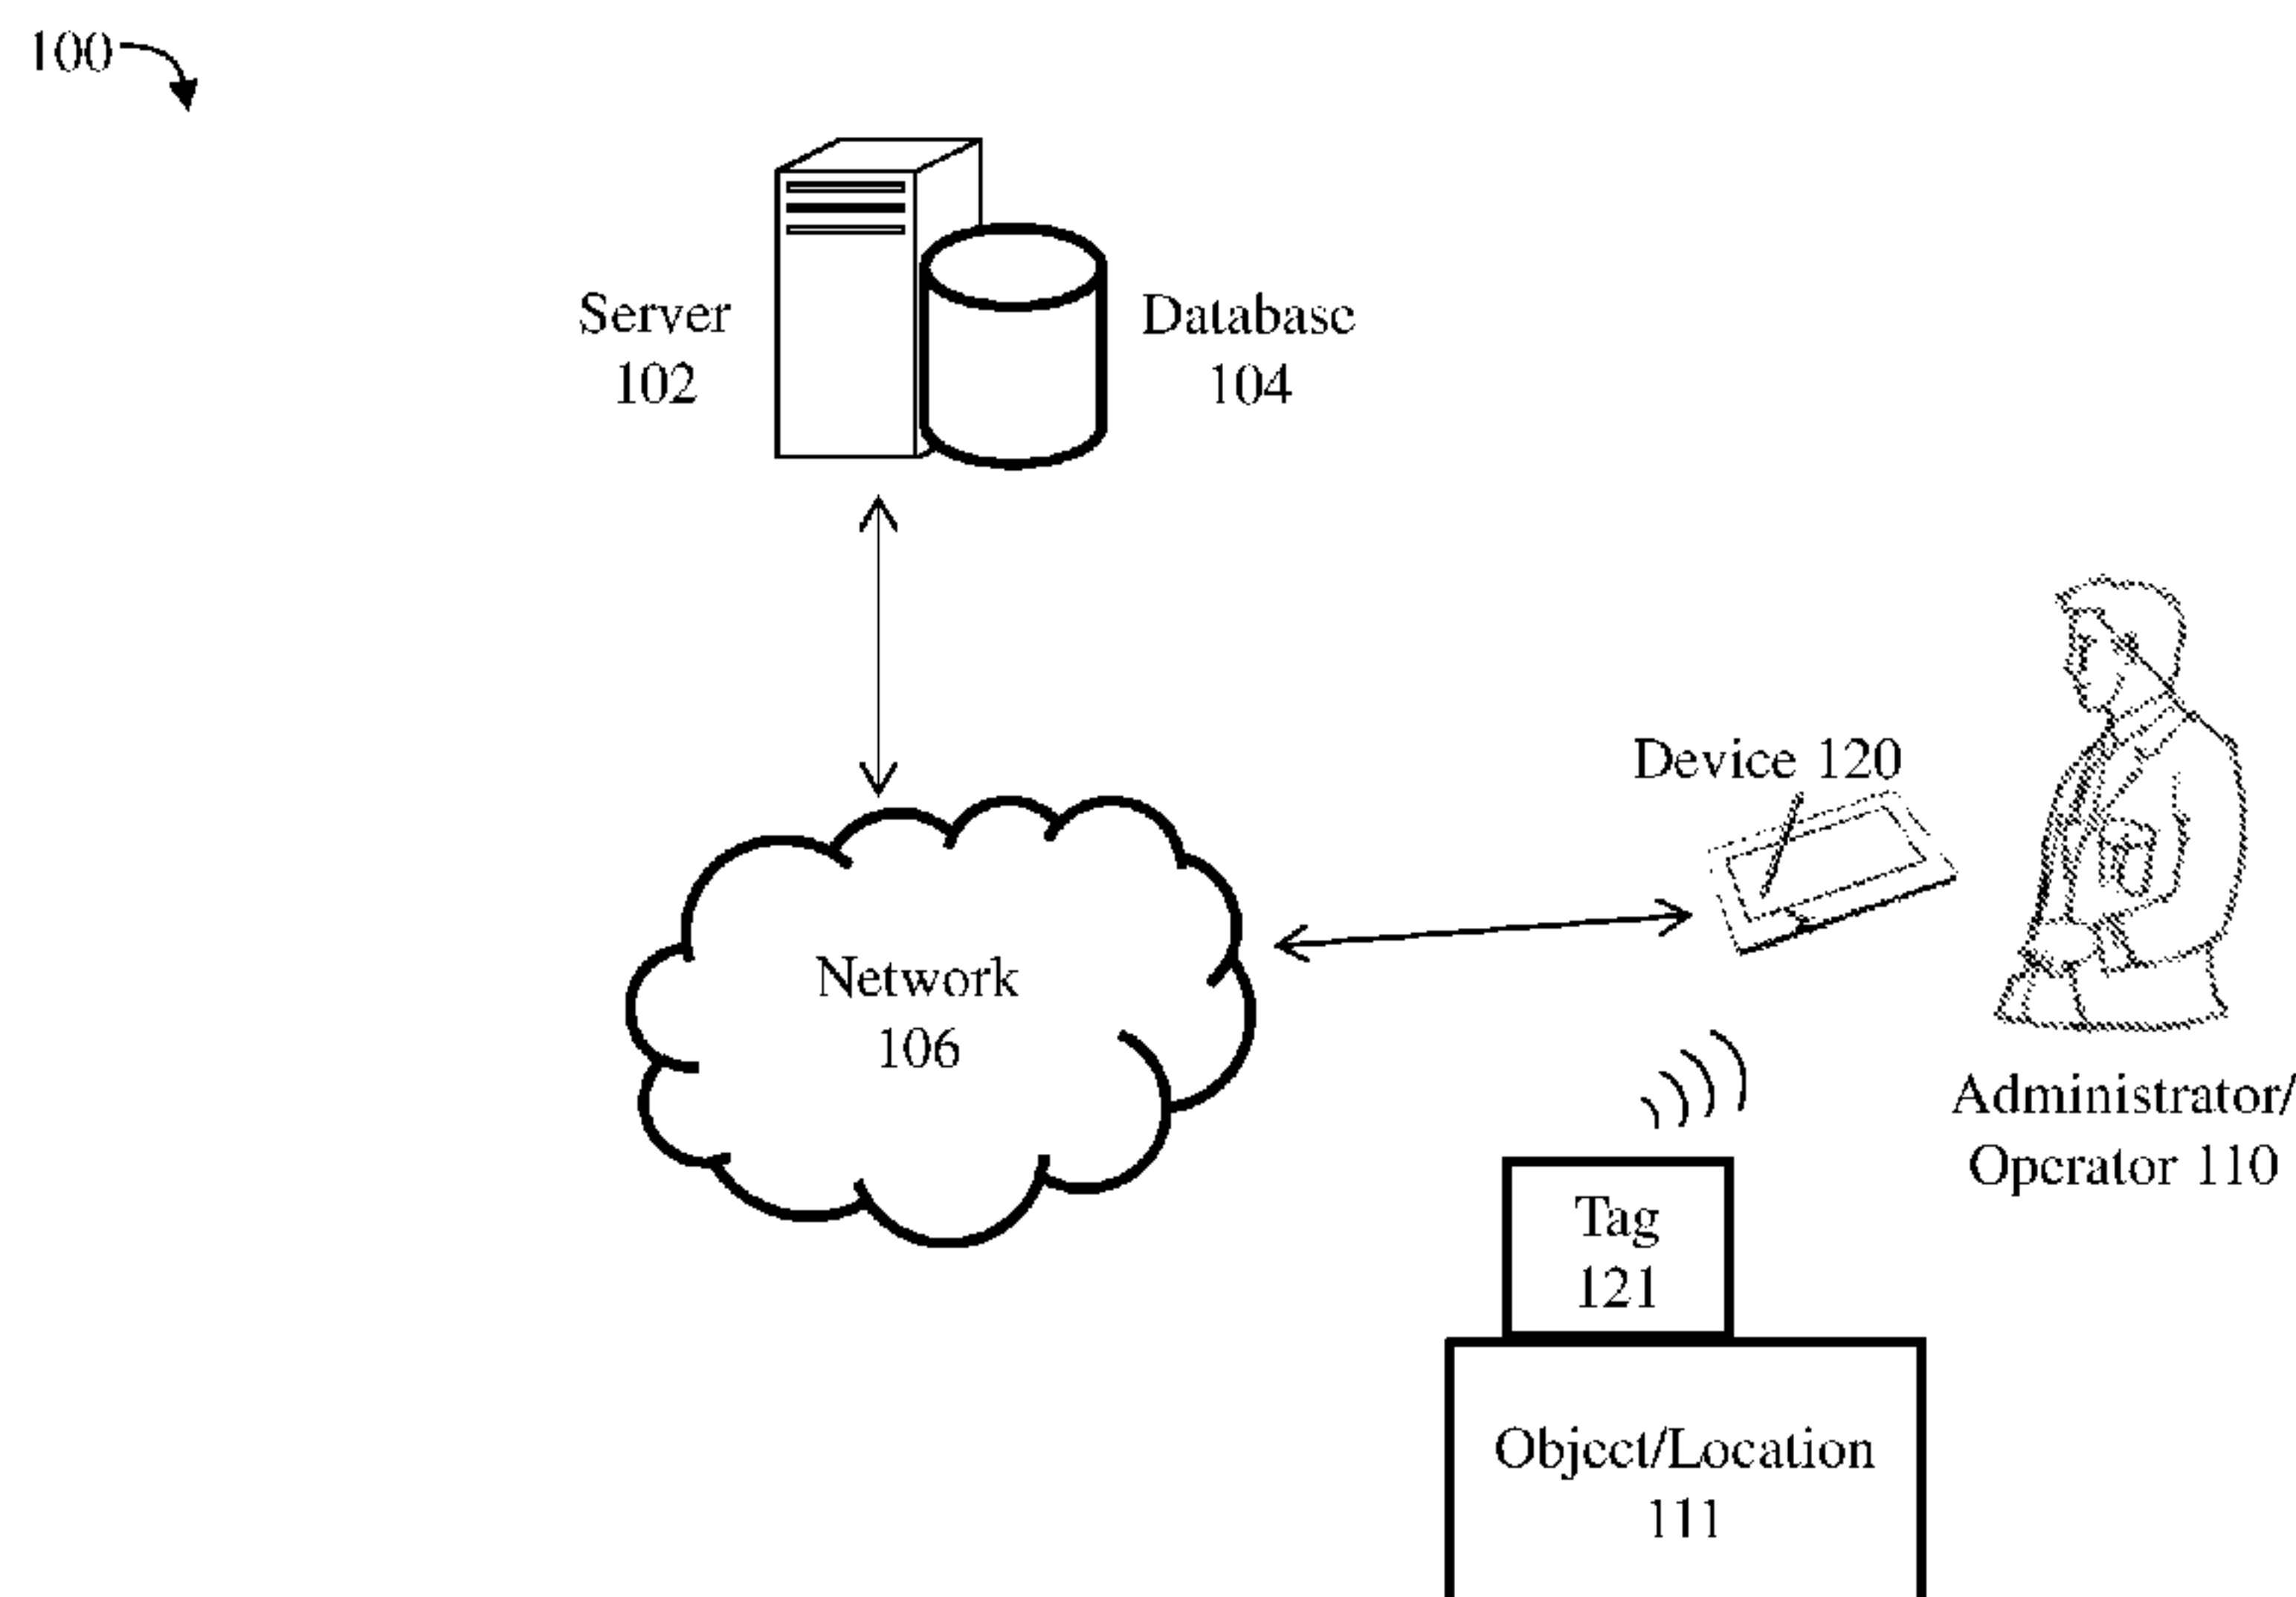 100
Server
102
Database
104
Device 120
Network
106
Administrator/
Operator 110
Tag
121
Object/Location
111